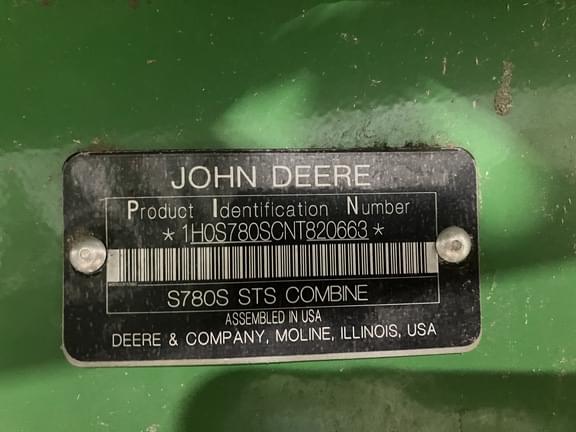 JOHN DEERE
Product Identification Number
*1H0S780SCNT820663*
S780S STS COMBINE
ASSEMBLED IN USA
DEERE & COMPANY, MOLINE, ILLINOIS, USA